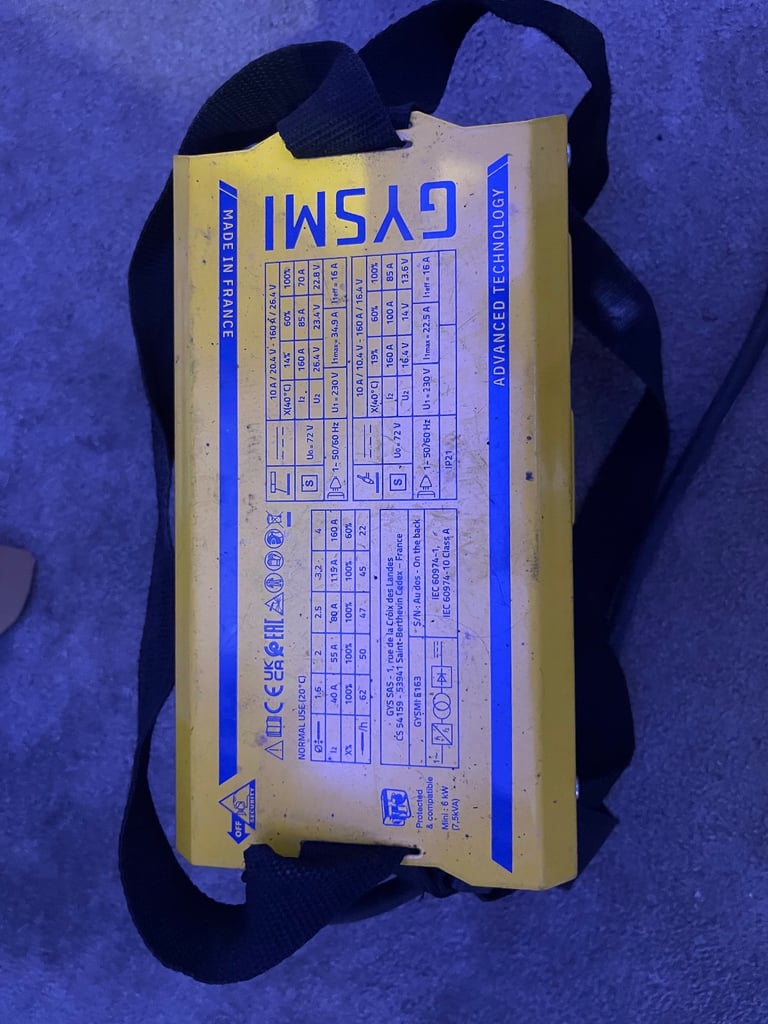 MADE IN FRANCE
GYSMI
ADVANCED TECHNOLOGY
OFF
SECURITY
UK
CA
EAC
NORMAL USE (20°C)
Ø 1,6 2 2.5 3,2 4
I2 40 A 55 A 80 A 115 A 160 A
X% 100% 100% 100% 100% 60%
/h 62 50 47 45 22
10 A / 20.4 V - 160 A / 26.4 V
X(40°C) 14% 60% 100%
I2 160 A 85 A 70 A
S U0 = 72 V U2 26.4 V 23.4 V 22.8 V
1~ 50/60 Hz U1 = 230 V I1max = 34.9 A I1eff = 16 A
10 A / 10.4 V - 160 A / 16.4 V
X(40°C) 19% 60% 100%
I2 160 A 100 A 85 A
S U0 = 72 V U2 16.4 V 14 V 13.6 V
1~ 50/60 Hz U1 = 230 V I1max = 22.5 A I1eff = 16 A
IP21
GYS SAS - 1, rue de la Croix des Landes
CS 54159 - 53941 Saint-Berthevin Cedex – France
GYSMI E163 S/N : Au dos - On the back
1~
IEC 60974-1,
IEC 60974-10 Class A
Protected
& compatible
Mini : 6 kW
(7,5kVA)